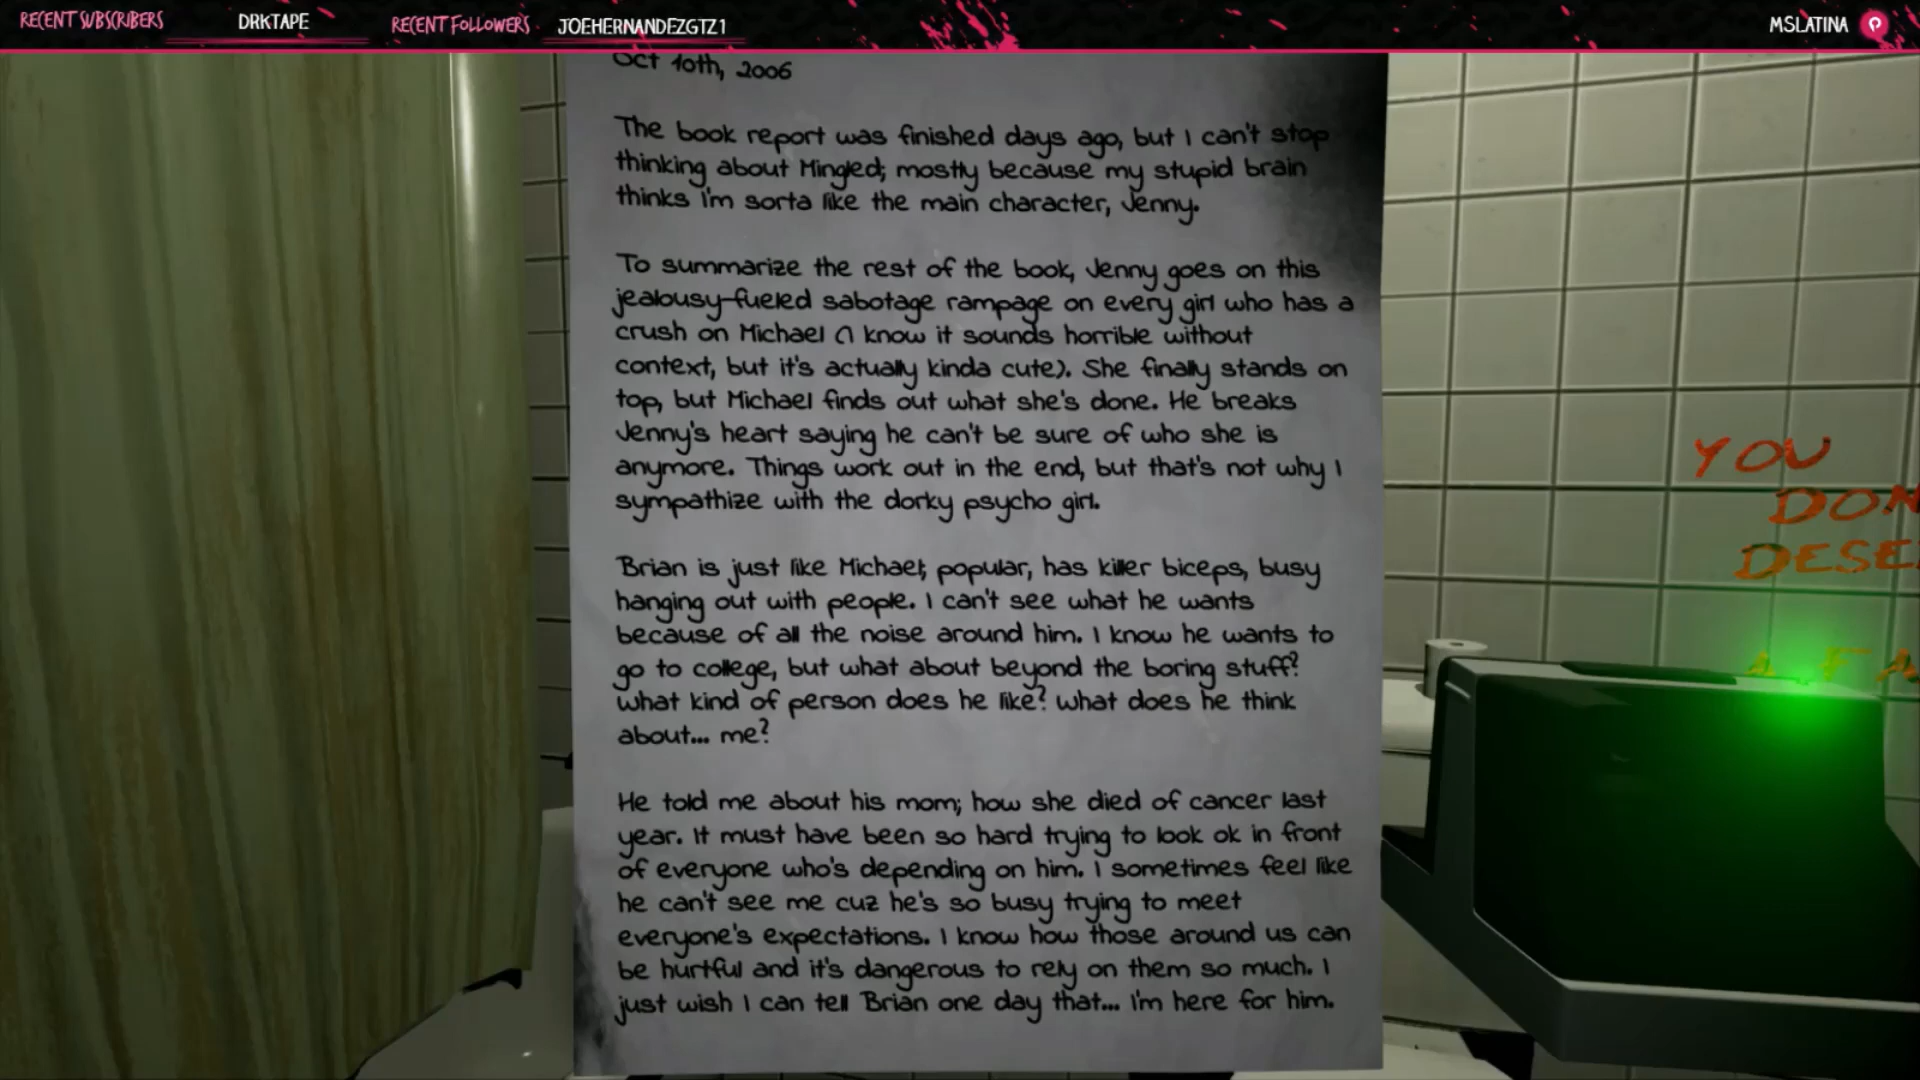 RECENT SUBSCRIBERS DRKTAPE RECENT FOLLOWERS JOEHERNANDEZGTZ1 MSLATINA
Oct 10th, 2006
The book report was finished days ago, but I can't stop
thinking about Mingled; mostly because my stupid brain
thinks I'm sorta like the main character, Jenny.
To summarize the rest of the book, Jenny goes on this
jealousy-fueled sabotage rampage on every girl who has a
crush on Michael (I know it sounds horrible without
context, but it's actually kinda cute). She finally stands on
top, but Michael finds out what she's done. He breaks
Jenny's heart saying he can't be sure of who she is
anymore. Things work out in the end, but that's not why I
sympathize with the dorky psycho girl.
Brian is just like Michael; popular, has killer biceps, busy
hanging out with people. I can't see what he wants
because of all the noise around him. I know he wants to
go to college, but what about beyond the boring stuff?
what kind of person does he like? what does he think
about... me?
He told me about his mom; how she died of cancer last
year. It must have been so hard trying to look ok in front
of everyone who's depending on him. I sometimes feel like
he can't see me cuz he's so busy trying to meet
everyone's expectations. I know how those around us can
be hurtful and it's dangerous to rely on them so much. I
just wish I can tell Brian one day that... I'm here for him.
YOU
DON
DESE
A FA